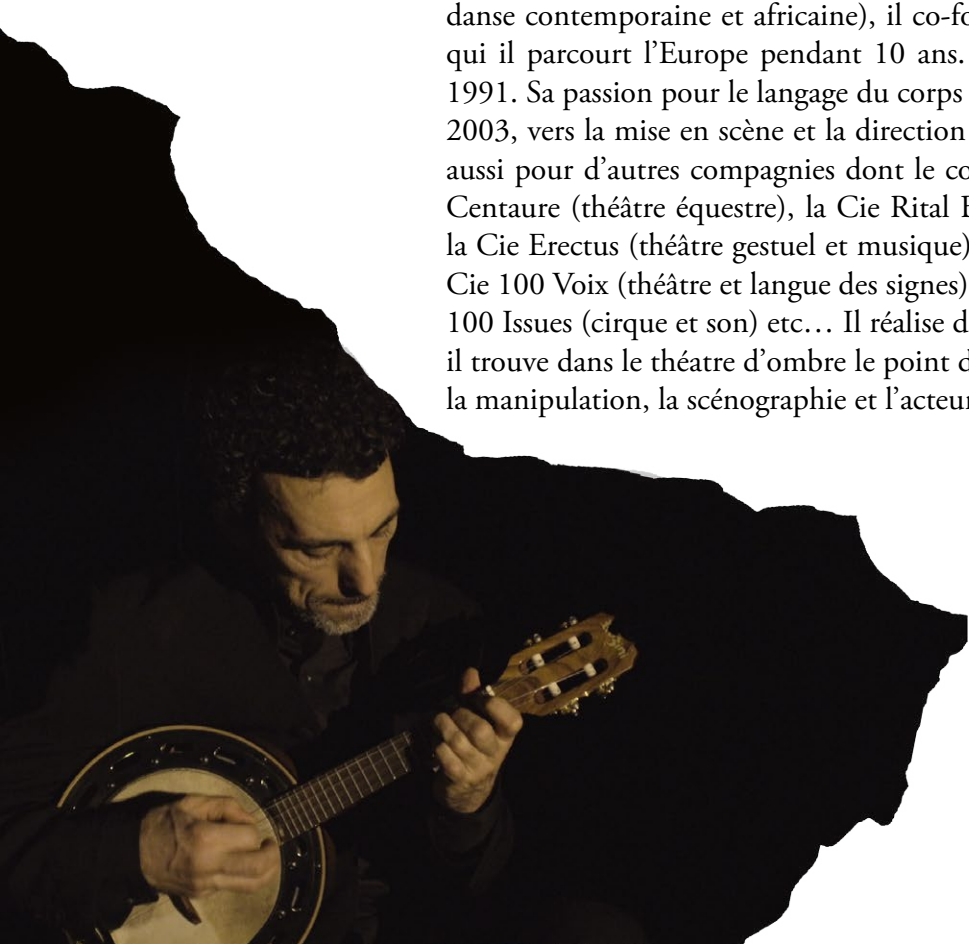 danse contemporaine et africaine), il co-fo
qui il parcourt l’Europe pendant 10 ans.
1991. Sa passion pour le langage du corps
2003, vers la mise en scène et la direction
aussi pour d’autres compagnies dont le co
Centaure (théâtre équestre), la Cie Rital
la Cie Erectus (théâtre gestuel et musique)
Cie 100 Voix (théâtre et langue des signes)
100 Issues (cirque et son) etc… Il réalise d
il trouve dans le théatre d’ombre le point d
la manipulation, la scénographie et l’acteur